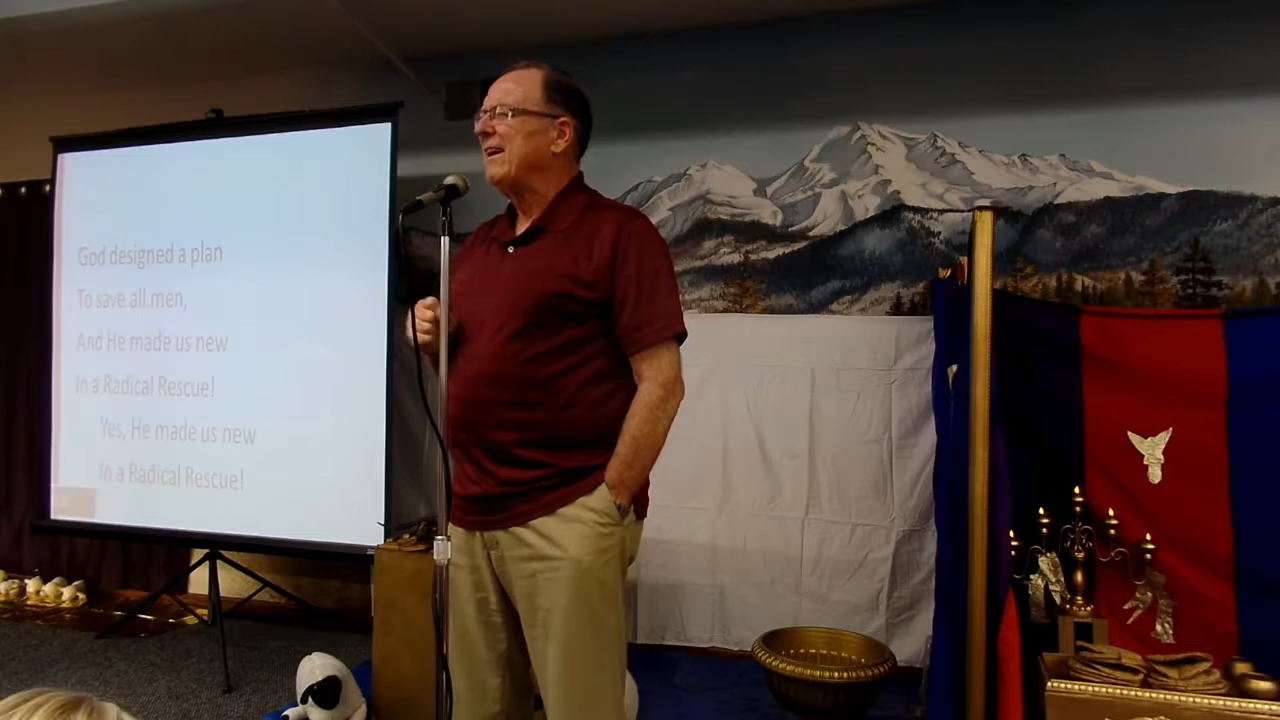 God designed a plan
To save all men,
And He made us new
In a Radical Rescue!
Yes, He made us new
In a Radical Rescue!